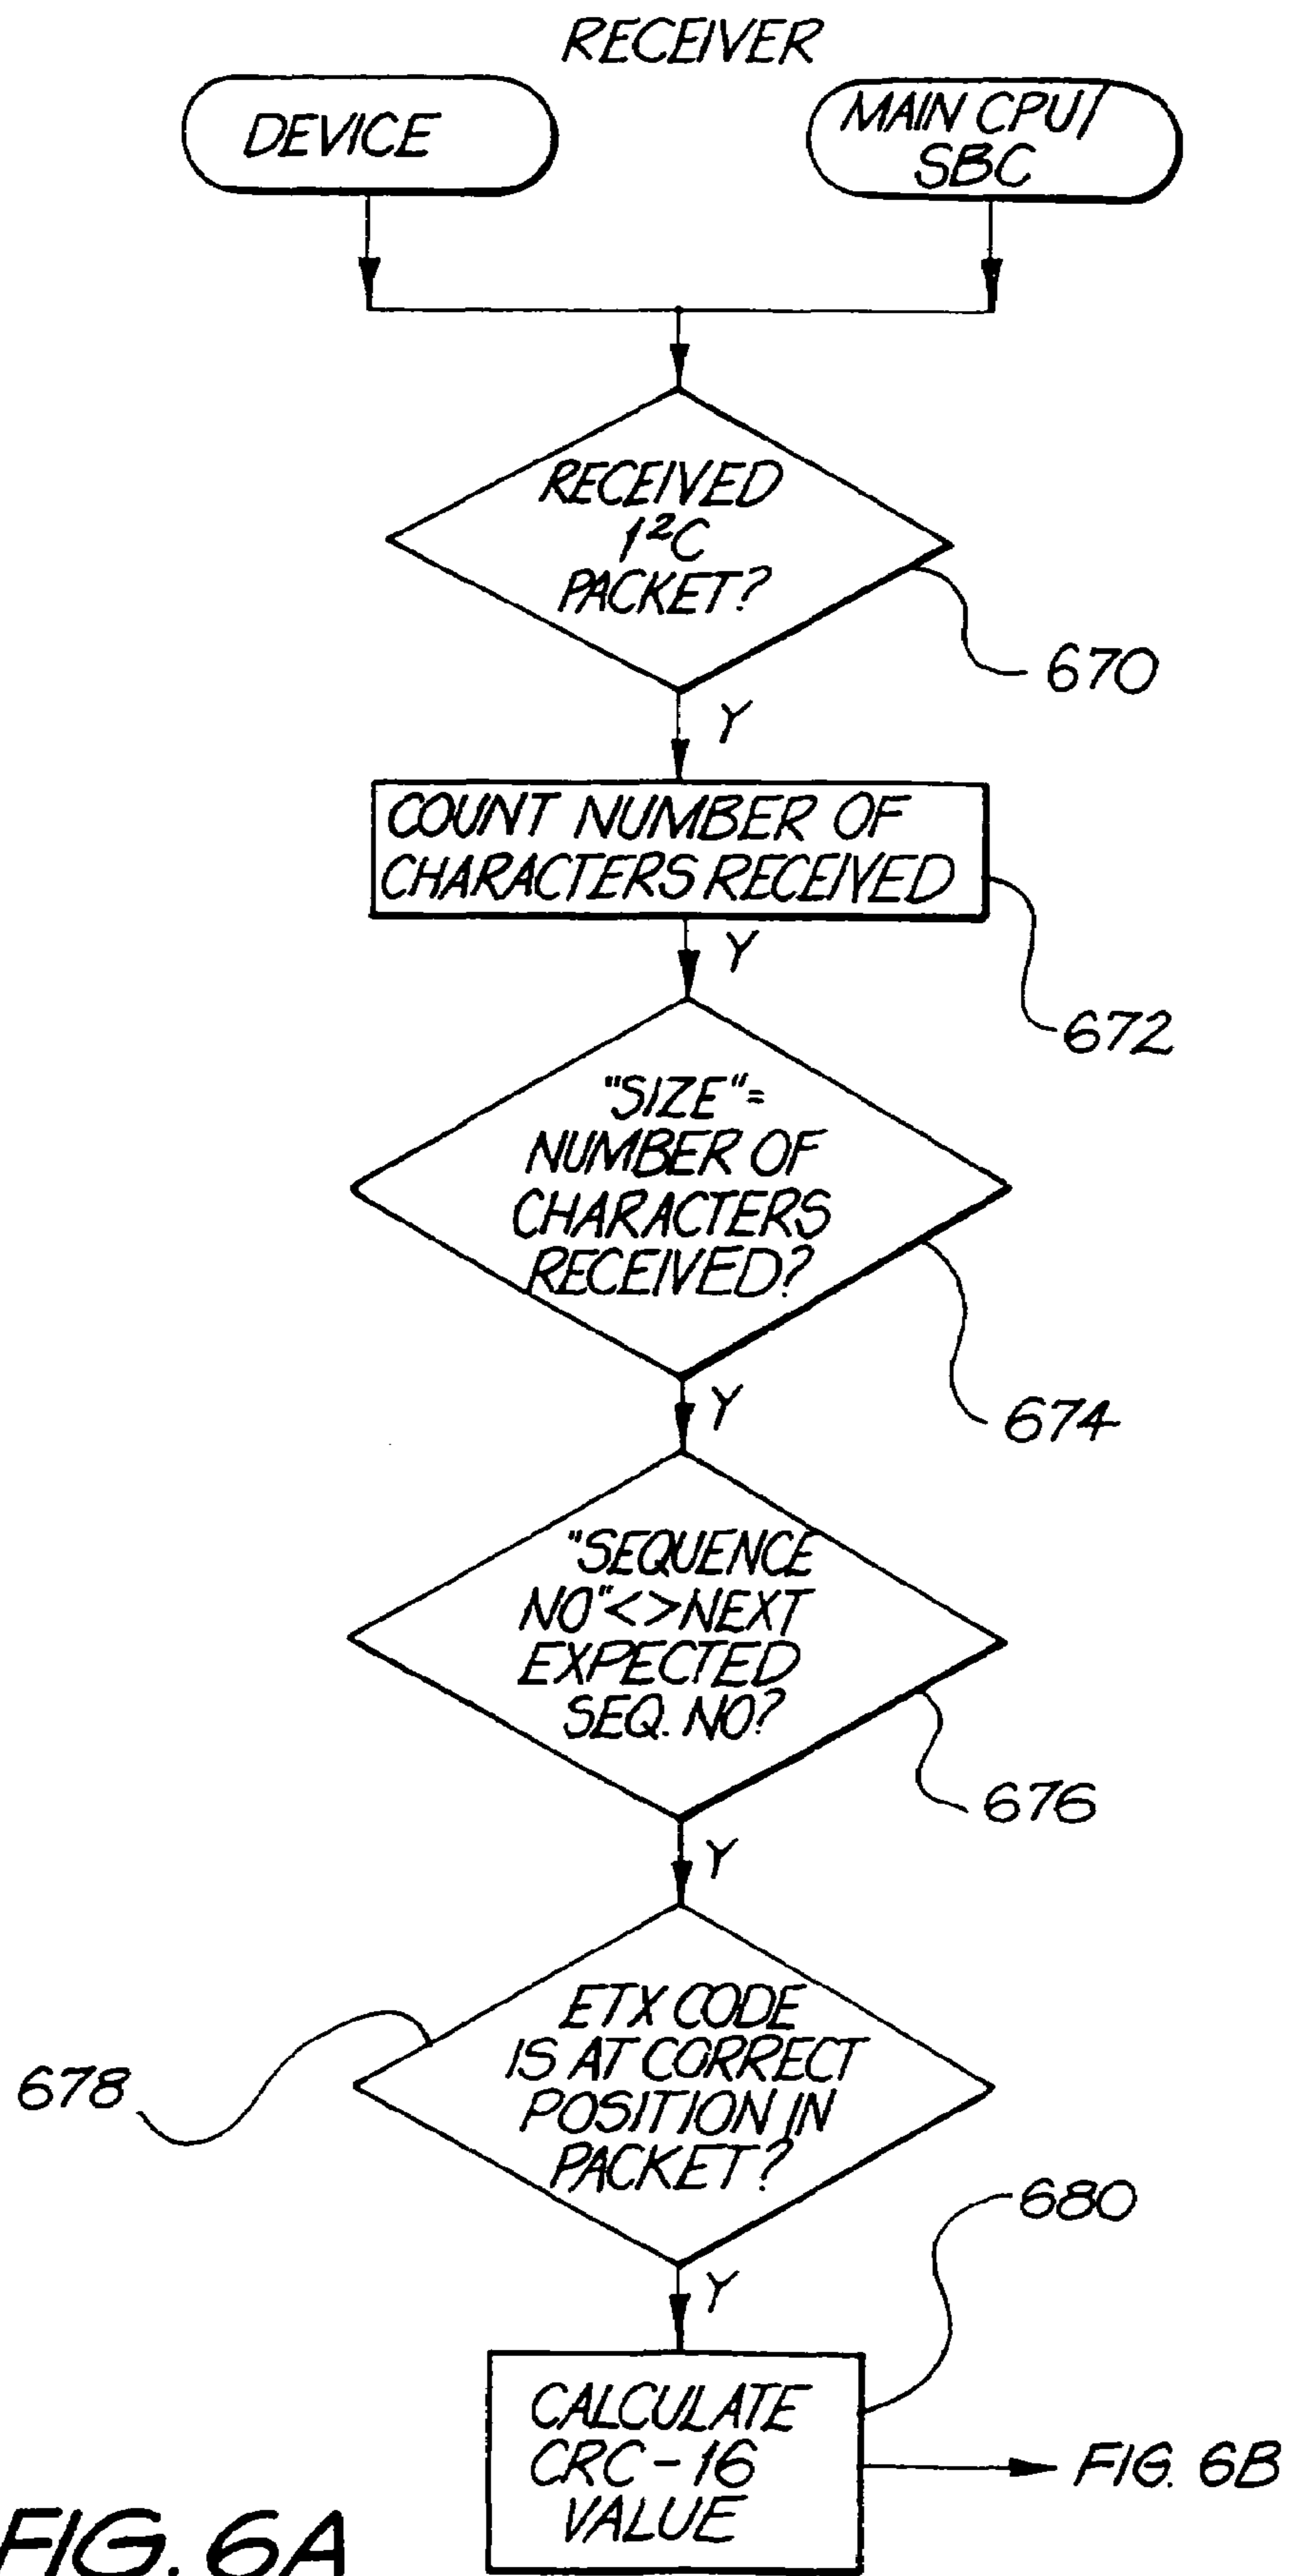 RECEIVER
DEVICE
MAIN CPU/
SBC
RECEIVED
I²C
PACKET?
670
Y
COUNT NUMBER OF
CHARACTERS RECEIVED
672
Y
"SIZE"=
NUMBER OF
CHARACTERS
RECEIVED?
674
Y
"SEQUENCE
NO"<>NEXT
EXPECTED
SEQ. NO?
676
Y
ETX CODE
IS AT CORRECT
POSITION IN
PACKET?
678
680
Y
CALCULATE
CRC-16
VALUE
FIG. 6B
FIG. 6A